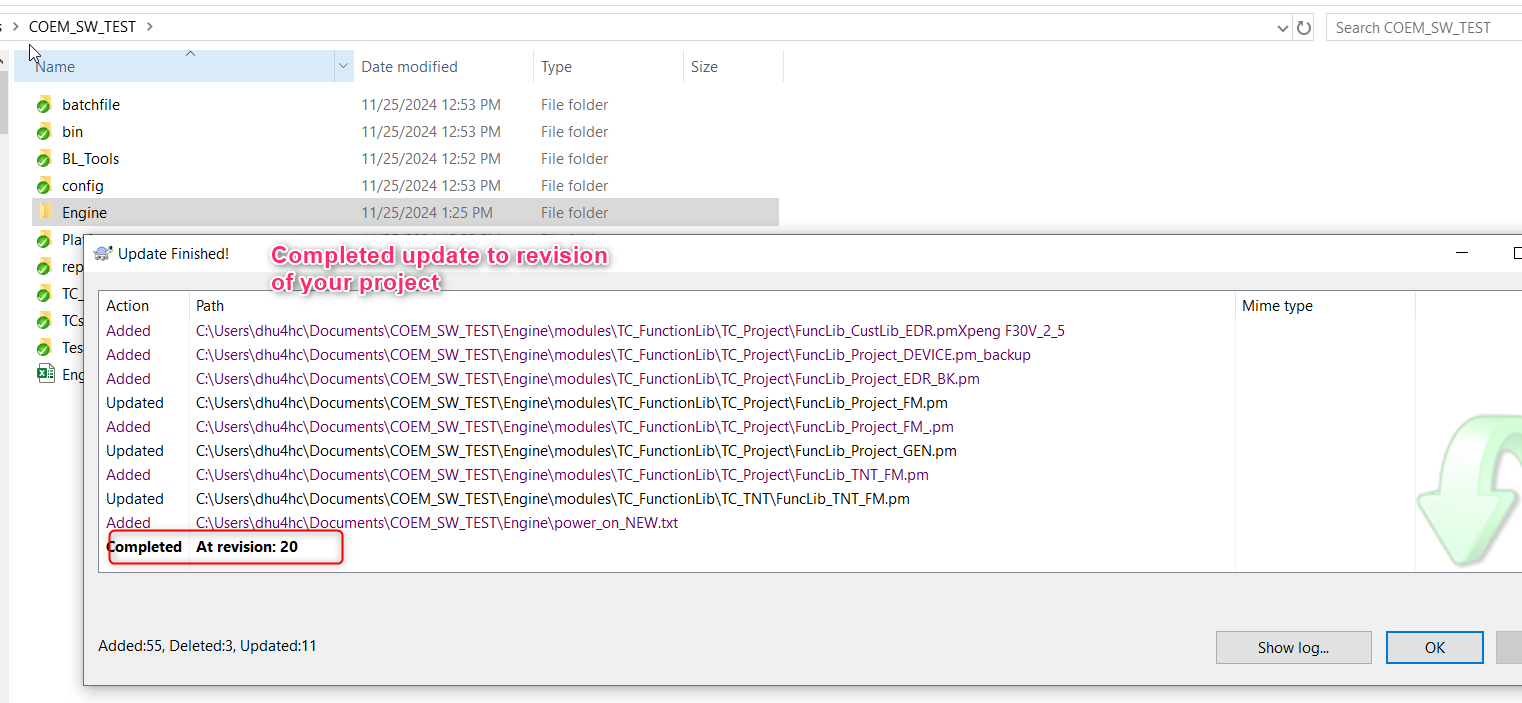 COEM_SW_TEST
Search COEM_SW_TEST
Name Date modified Type Size
batchfile 11/25/2024 12:53 PM File folder
bin 11/25/2024 12:53 PM File folder
BL_Tools 11/25/2024 12:52 PM File folder
config 11/25/2024 12:53 PM File folder
Engine 11/25/2024 1:25 PM File folder
Plat
rep
TC_
TCs
Tes
Eng
Update Finished!
Completed update to revision
of your project
Action Path Mime type
Added C:\Users\dhu4hc\Documents\COEM_SW_TEST\Engine\modules\TC_FunctionLib\TC_Project\FuncLib_CustLib_EDR.pmXpeng F30V_2_5
Added C:\Users\dhu4hc\Documents\COEM_SW_TEST\Engine\modules\TC_FunctionLib\TC_Project\FuncLib_Project_DEVICE.pm_backup
Added C:\Users\dhu4hc\Documents\COEM_SW_TEST\Engine\modules\TC_FunctionLib\TC_Project\FuncLib_Project_EDR_BK.pm
Updated C:\Users\dhu4hc\Documents\COEM_SW_TEST\Engine\modules\TC_FunctionLib\TC_Project\FuncLib_Project_FM.pm
Added C:\Users\dhu4hc\Documents\COEM_SW_TEST\Engine\modules\TC_FunctionLib\TC_Project\FuncLib_Project_FM_.pm
Updated C:\Users\dhu4hc\Documents\COEM_SW_TEST\Engine\modules\TC_FunctionLib\TC_Project\FuncLib_Project_GEN.pm
Added C:\Users\dhu4hc\Documents\COEM_SW_TEST\Engine\modules\TC_FunctionLib\TC_Project\FuncLib_TNT_FM.pm
Updated C:\Users\dhu4hc\Documents\COEM_SW_TEST\Engine\modules\TC_FunctionLib\TC_TNT\FuncLib_TNT_FM.pm
Added C:\Users\dhu4hc\Documents\COEM_SW_TEST\Engine\power_on_NEW.txt
Completed At revision: 20
Added:55, Deleted:3, Updated:11
Show log...
OK